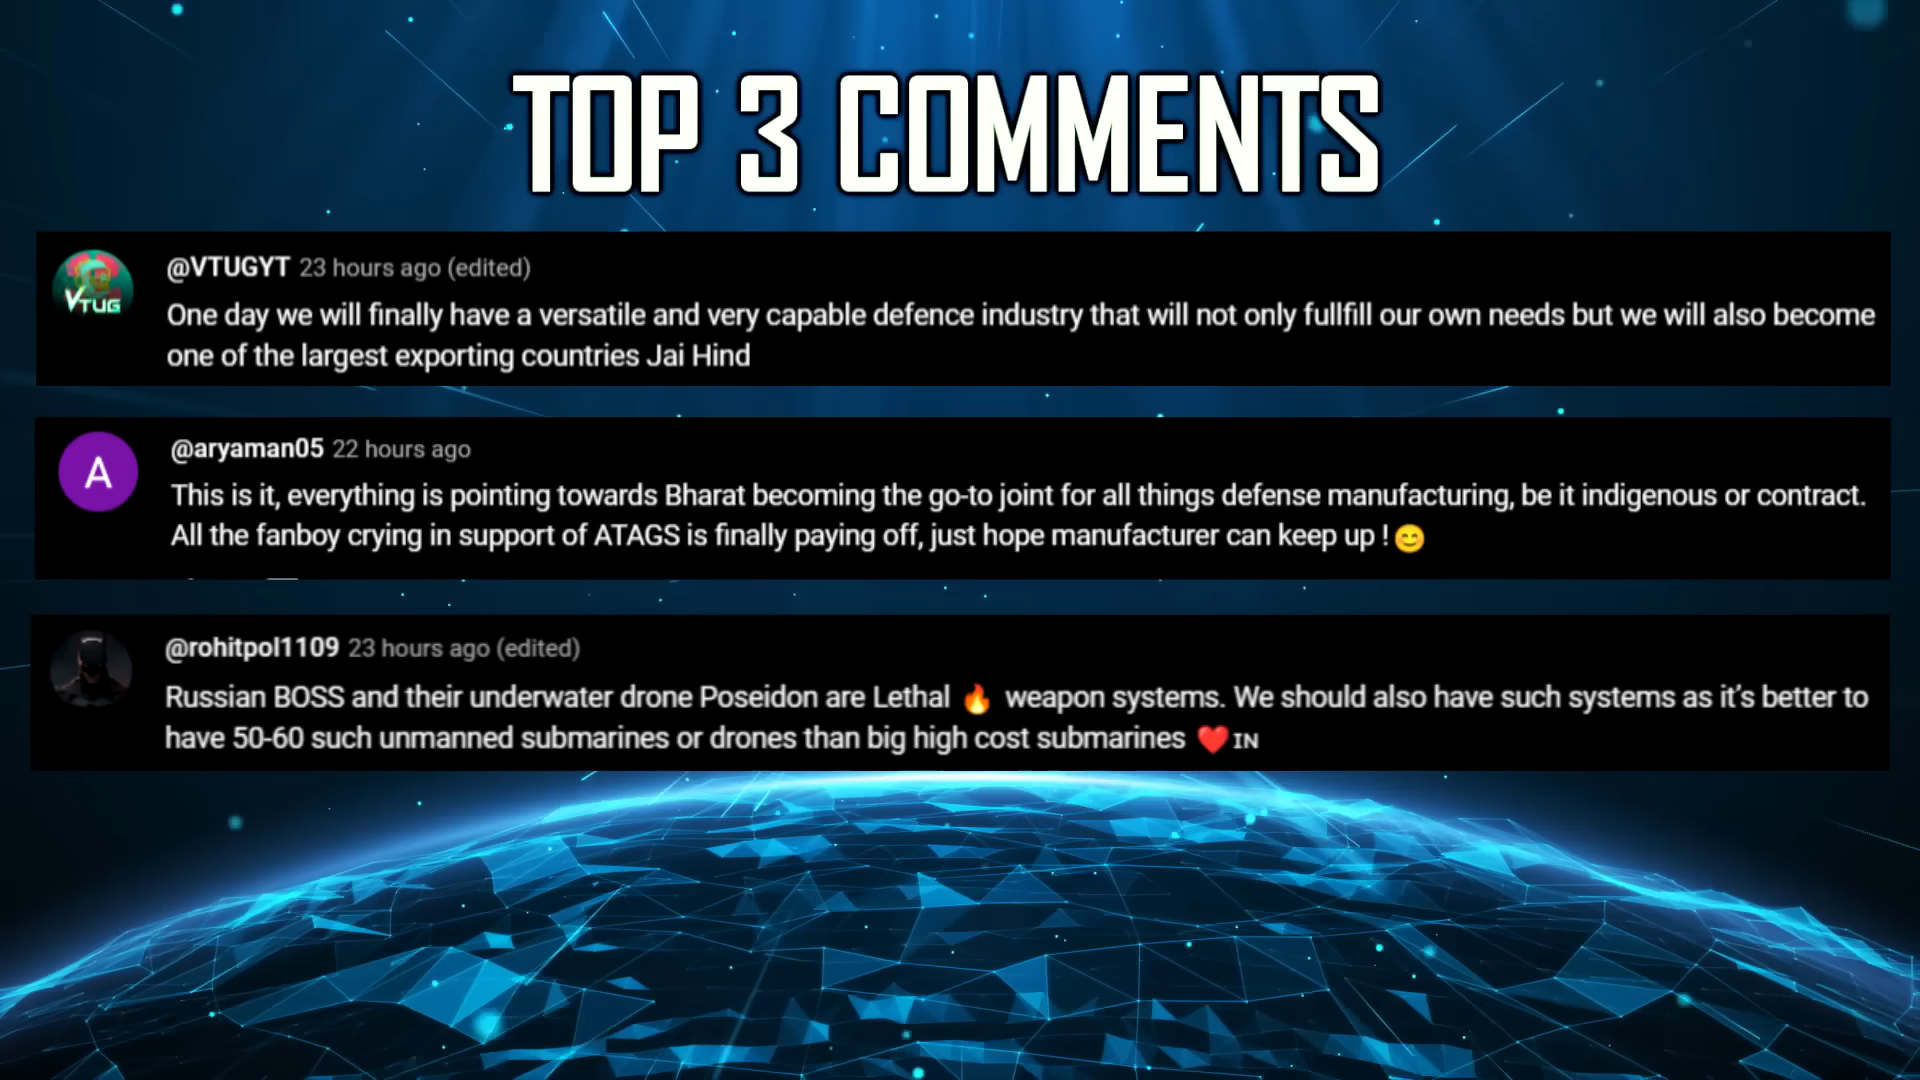 TOP 3 COMMENTS
VTUG
@VTUGYT 23 hours ago (edited)
One day we will finally have a versatile and very capable defence industry that will not only fullfill our own needs but we will also become
one of the largest exporting countries Jai Hind
A
@aryaman05 22 hours ago
This is it, everything is pointing towards Bharat becoming the go-to joint for all things defense manufacturing, be it indigenous or contract.
All the fanboy crying in support of ATAGS is finally paying off, just hope manufacturer can keep up ! 😊
@rohitpol1109 23 hours ago (edited)
Russian BOSS and their underwater drone Poseidon are Lethal 🔥 weapon systems. We should also have such systems as it's better to
have 50-60 such unmanned submarines or drones than big high cost submarines ❤️ IN